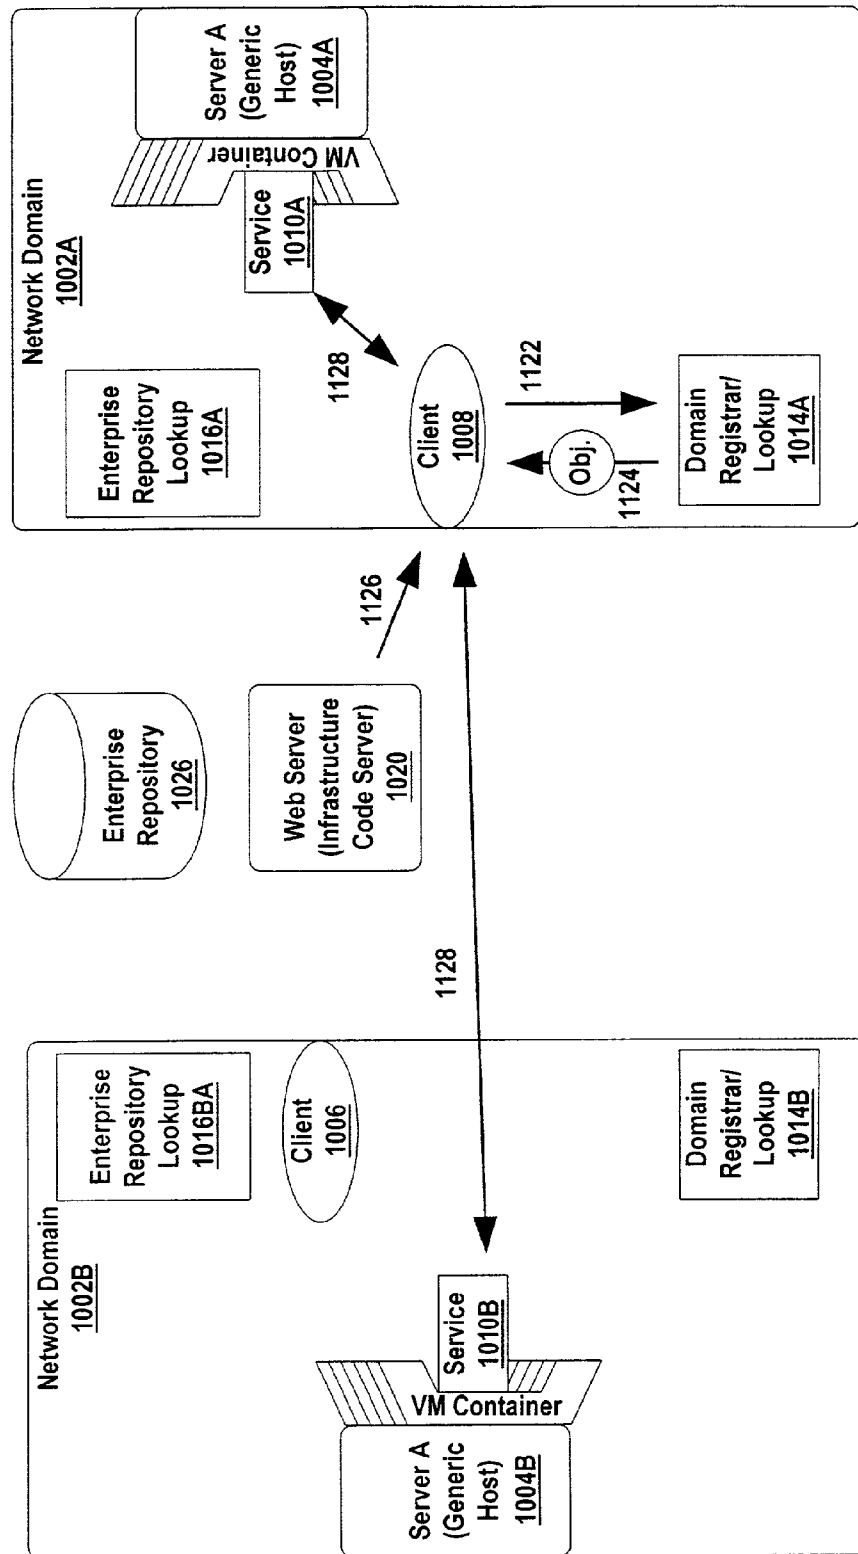 Network Domain
1002B
Enterprise
Repository
Lookup
1016BA
Client
1006
Server A
(Generic
Host)
1004B
VM Container
Service
1010B
Domain
Registrar/
Lookup
1014B
1128
Enterprise
Repository
1026
Web Server
(Infrastructure
Code Server)
1020
1126
Network Domain
1002A
Enterprise
Repository
Lookup
1016A
Server A
(Generic
Host)
1004A
VM Container
Service
1010A
1128
Client
1008
1122
Obj.
1124
Domain
Registrar/
Lookup
1014A